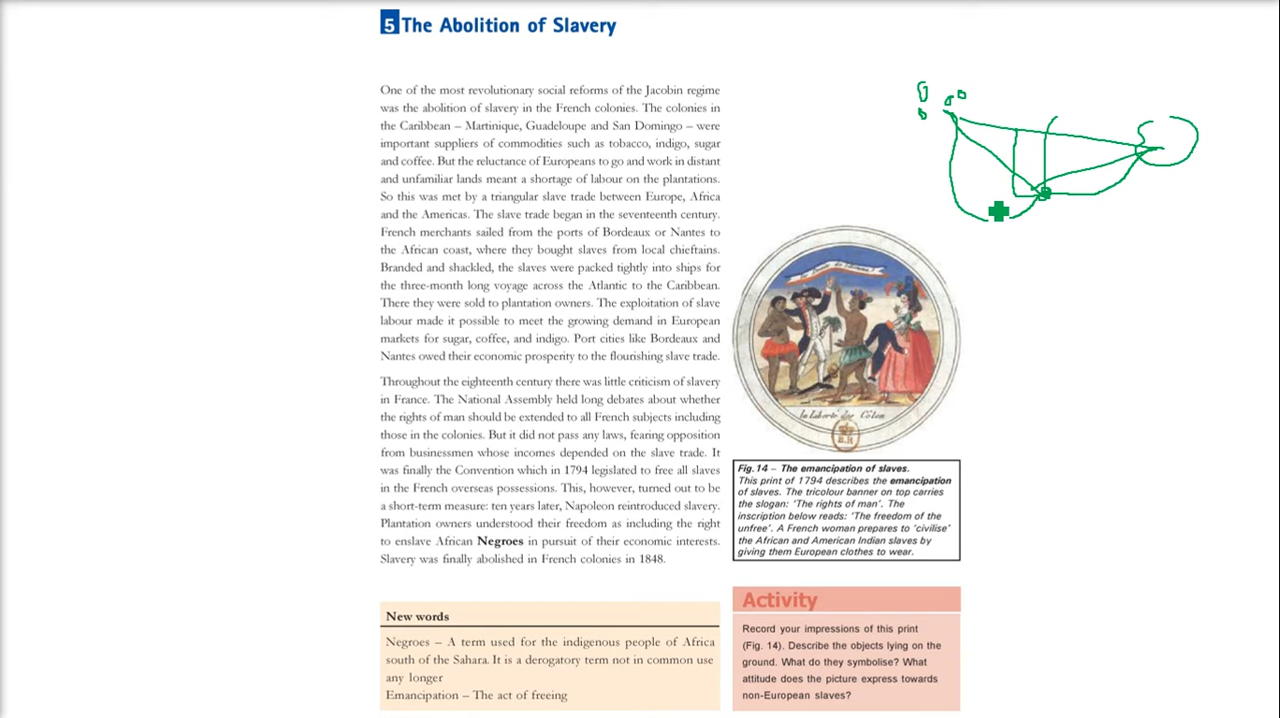 5 The Abolition of Slavery
One of the most revolutionary social reforms of the Jacobin regime
was the abolition of slavery in the French colonies. The colonies in
the Caribbean – Martinique, Guadeloupe and San Domingo – were
important suppliers of commodities such as tobacco, indigo, sugar
and coffee. But the reluctance of Europeans to go and work in distant
and unfamiliar lands meant a shortage of labour on the plantations.
So this was met by a triangular slave trade between Europe, Africa
and the Americas. The slave trade began in the seventeenth century.
French merchants sailed from the ports of Bordeaux or Nantes to
the African coast, where they bought slaves from local chieftains.
Branded and shackled, the slaves were packed tightly into ships for
the three-month long voyage across the Atlantic to the Caribbean.
There they were sold to plantation owners. The exploitation of slave
labour made it possible to meet the growing demand in European
markets for sugar, coffee, and indigo. Port cities like Bordeaux and
Nantes owed their economic prosperity to the flourishing slave trade.
Throughout the eighteenth century there was little criticism of slavery
in France. The National Assembly held long debates about whether
the rights of man should be extended to all French subjects including
those in the colonies. But it did not pass any laws, fearing opposition
from businessmen whose incomes depended on the slave trade. It
was finally the Convention which in 1794 legislated to free all slaves
in the French overseas possessions. This, however, turned out to be
a short-term measure: ten years later, Napoleon reintroduced slavery.
Plantation owners understood their freedom as including the right
to enslave African Negroes in pursuit of their economic interests.
Slavery was finally abolished in French colonies in 1848.
New words
Negroes – A term used for the indigenous people of Africa
south of the Sahara. It is a derogatory term not in common use
any longer
Emancipation – The act of freeing
B.R
Fig.14 – The emancipation of slaves.
This print of 1794 describes the emancipation
of slaves. The tricolour banner on top carries
the slogan: 'The rights of man'. The
inscription below reads: 'The freedom of the
unfree'. A French woman prepares to 'civilise'
the African and American Indian slaves by
giving them European clothes to wear.
Activity
Record your impressions of this print
(Fig. 14). Describe the objects lying on the
ground. What do they symbolise? What
attitude does the picture express towards
non-European slaves?